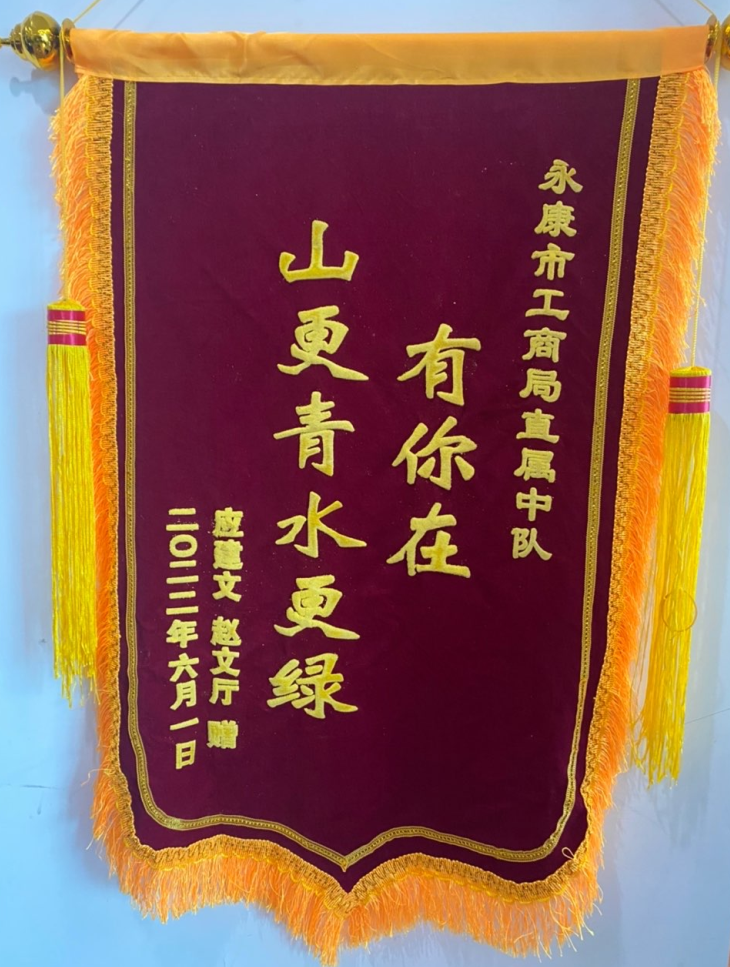 永康市工商局直属中队
有你在
山更青水更绿
应建文 赵文厅 赠
二〇二二年六月一日